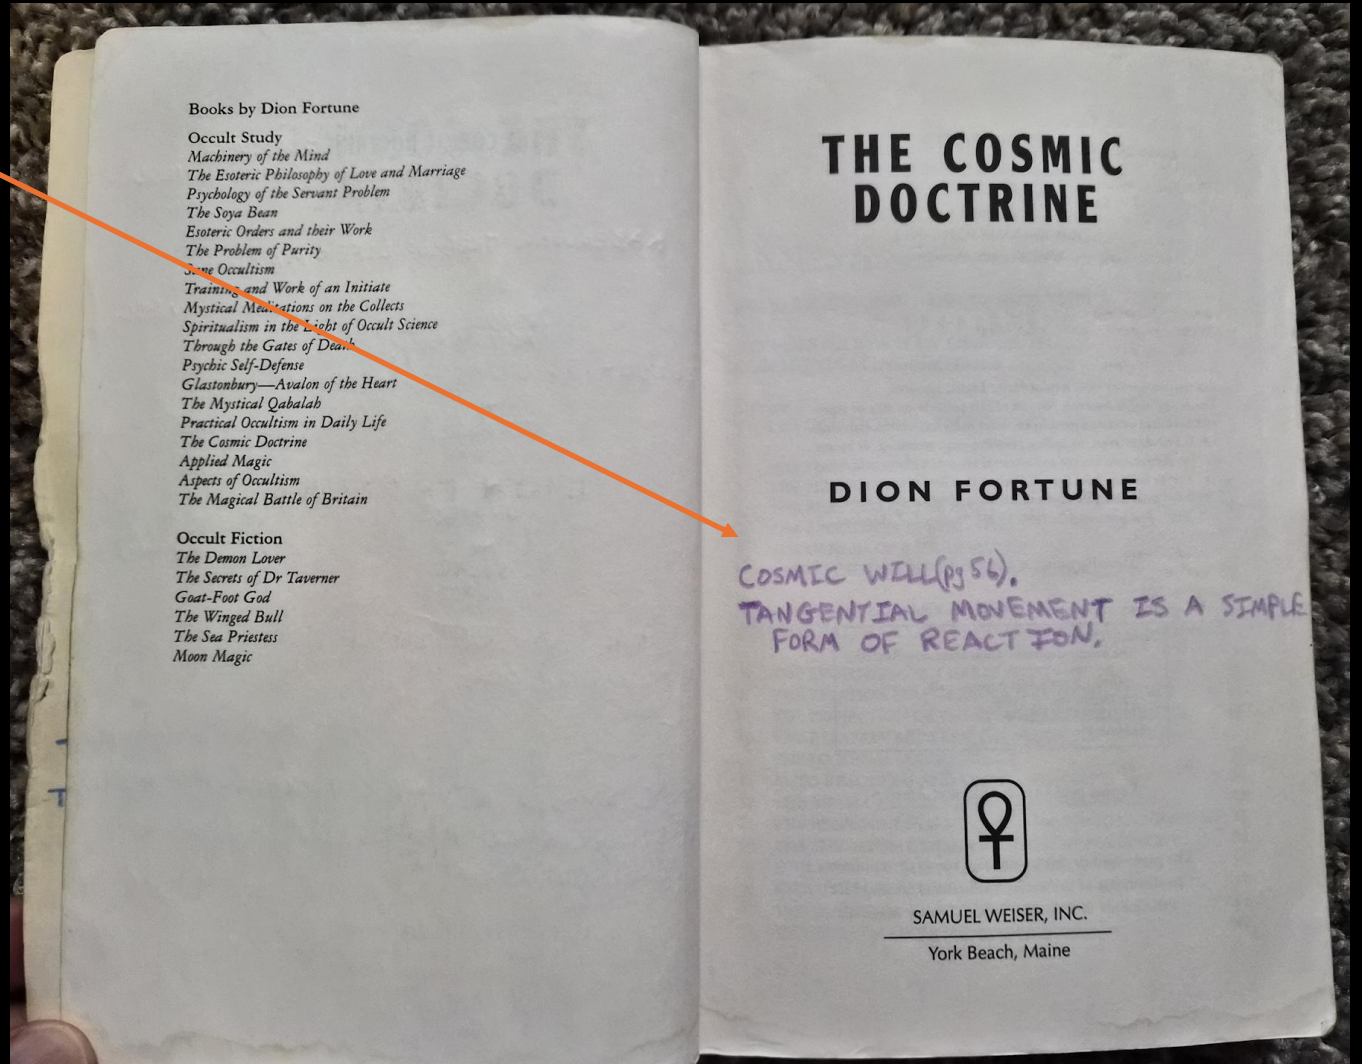 Books by Dion Fortune
Occult Study
Machinery of the Mind
The Esoteric Philosophy of Love and Marriage
Psychology of the Servant Problem
The Soya Bean
Esoteric Orders and their Work
The Problem of Purity
Sane Occultism
Training and Work of an Initiate
Mystical Meditations on the Collects
Spiritualism in the Light of Occult Science
Through the Gates of Death
Psychic Self-Defense
Glastonbury—Avalon of the Heart
The Mystical Qabalah
Practical Occultism in Daily Life
The Cosmic Doctrine
Applied Magic
Aspects of Occultism
The Magical Battle of Britain
Occult Fiction
The Demon Lover
The Secrets of Dr Taverner
Goat-Foot God
The Winged Bull
The Sea Priestess
Moon Magic
THE COSMIC
DOCTRINE
DION FORTUNE
COSMIC WILL(pg 56).
TANGENTIAL MOVEMENT IS A SIMPLE
FORM OF REACTION.
SAMUEL WEISER, INC.
York Beach, Maine